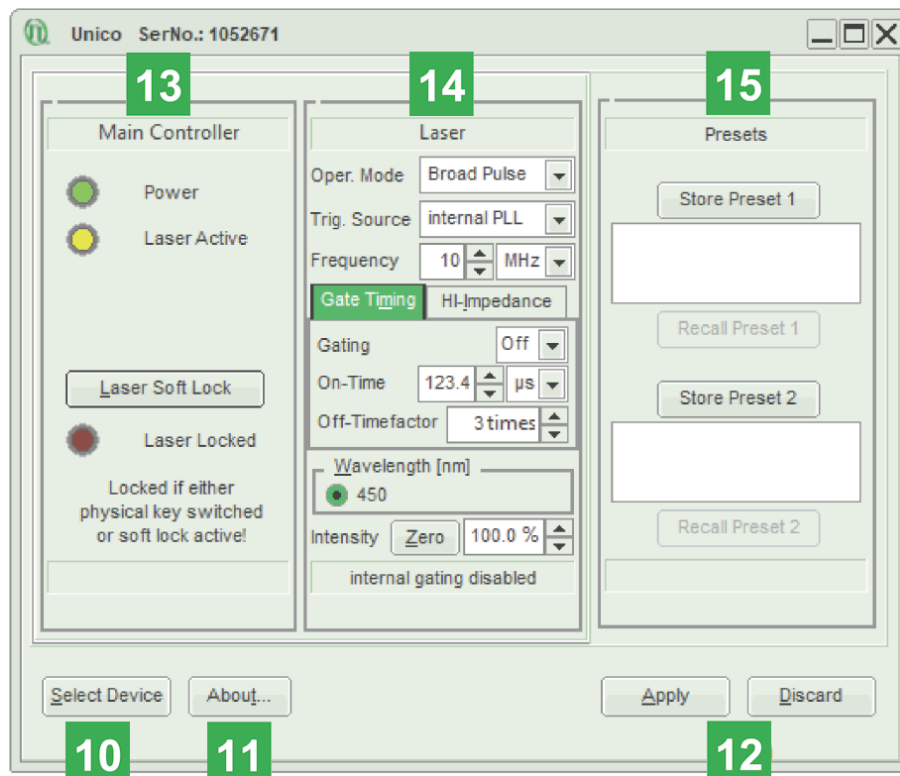 Unico SerNo.: 1052671
13
14
15
Main Controller
Power
Laser Active
Laser Soft Lock
Laser Locked
Locked if either
physical key switched
or soft lock active!
Laser
Oper. Mode Broad Pulse
Trig. Source internal PLL
Frequency 10 MHz
Gate Timing HI-Impedance
Gating Off
On-Time 123.4 µs
Off-Timefactor 3 times
Wavelength [nm]
450
Intensity Zero 100.0 %
internal gating disabled
Presets
Store Preset 1
Recall Preset 1
Store Preset 2
Recall Preset 2
Select Device About... Apply Discard
10 11 12